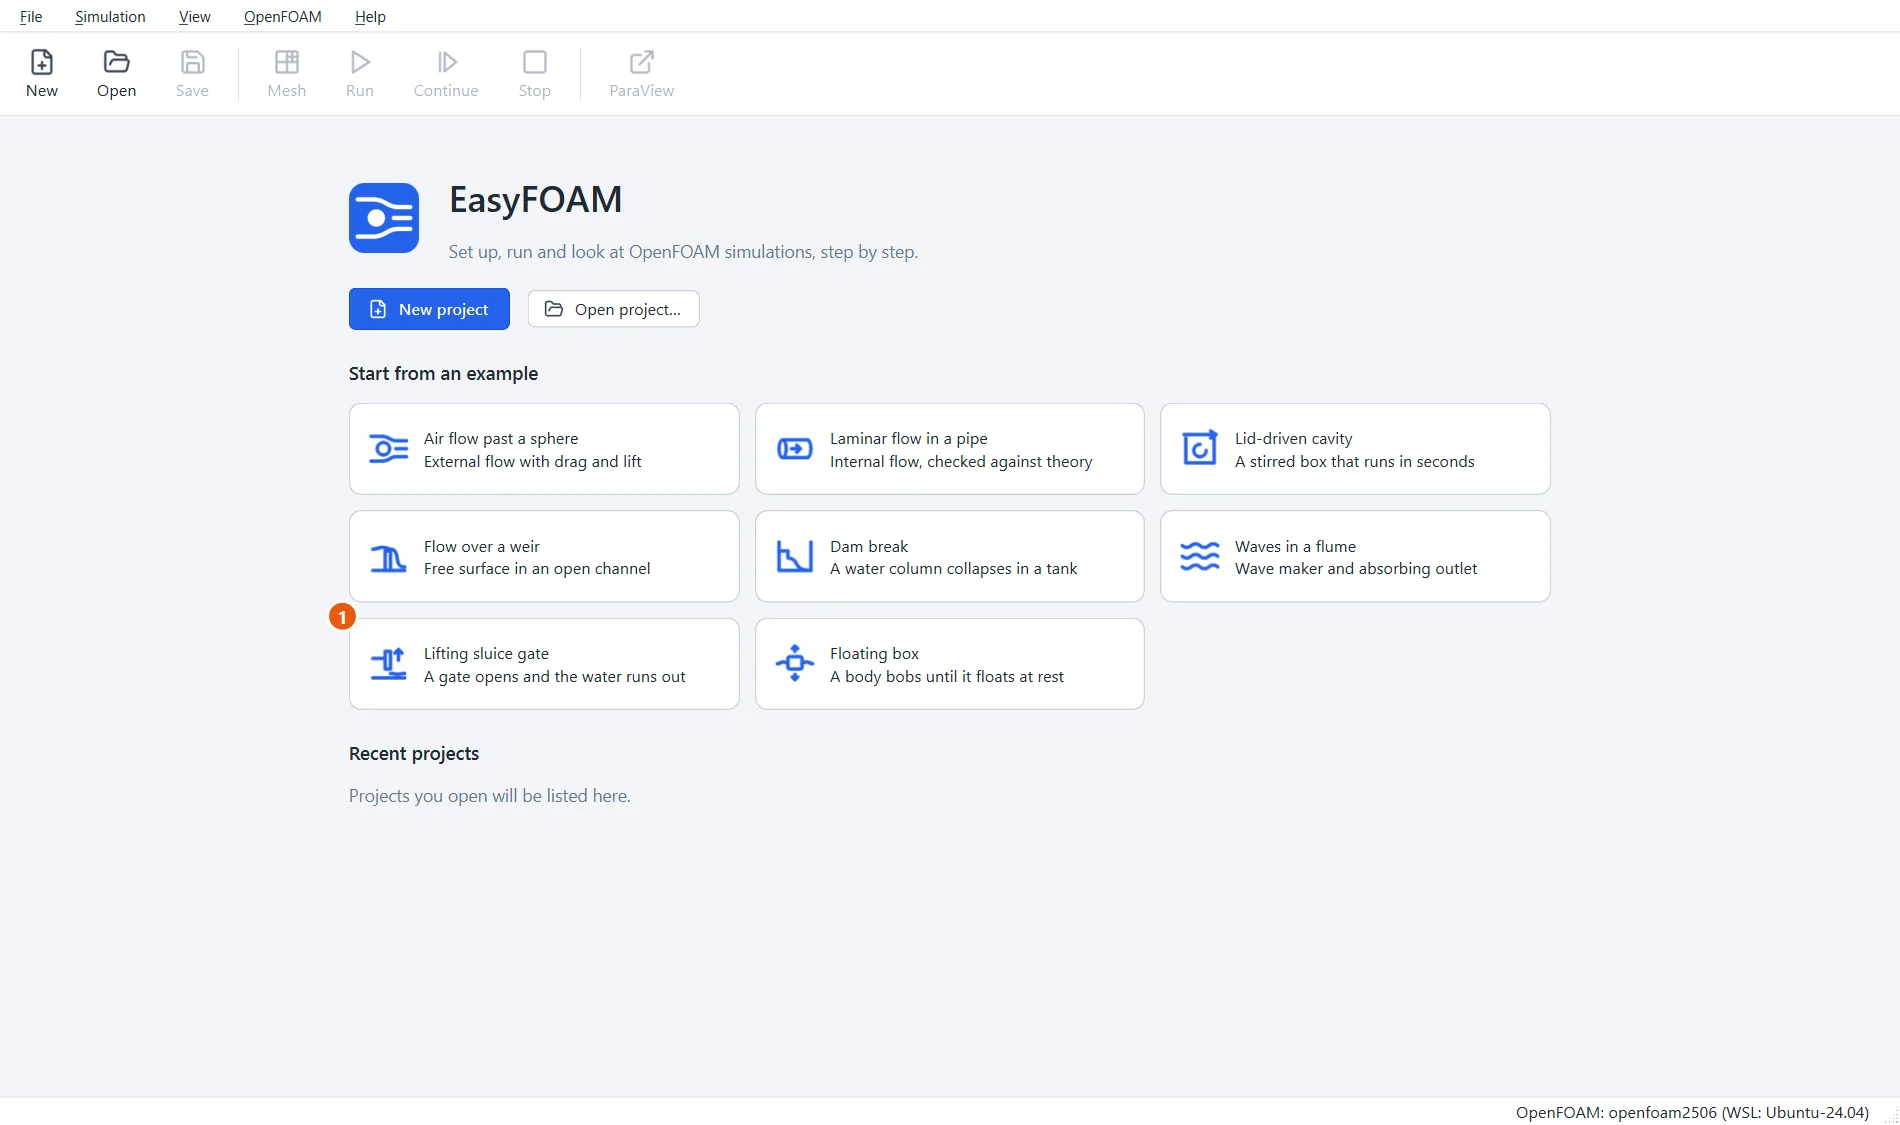 File Simulation View OpenFOAM Help
New Open Save Mesh Run Continue Stop ParaView
EasyFOAM
Set up, run and look at OpenFOAM simulations, step by step.
New project Open project...
Start from an example
Air flow past a sphere
External flow with drag and lift
Laminar flow in a pipe
Internal flow, checked against theory
Lid-driven cavity
A stirred box that runs in seconds
Flow over a weir
Free surface in an open channel
Dam break
A water column collapses in a tank
Waves in a flume
Wave maker and absorbing outlet
1
Lifting sluice gate
A gate opens and the water runs out
Floating box
A body bobs until it floats at rest
Recent projects
Projects you open will be listed here.
OpenFOAM: openfoam2506 (WSL: Ubuntu-24.04)